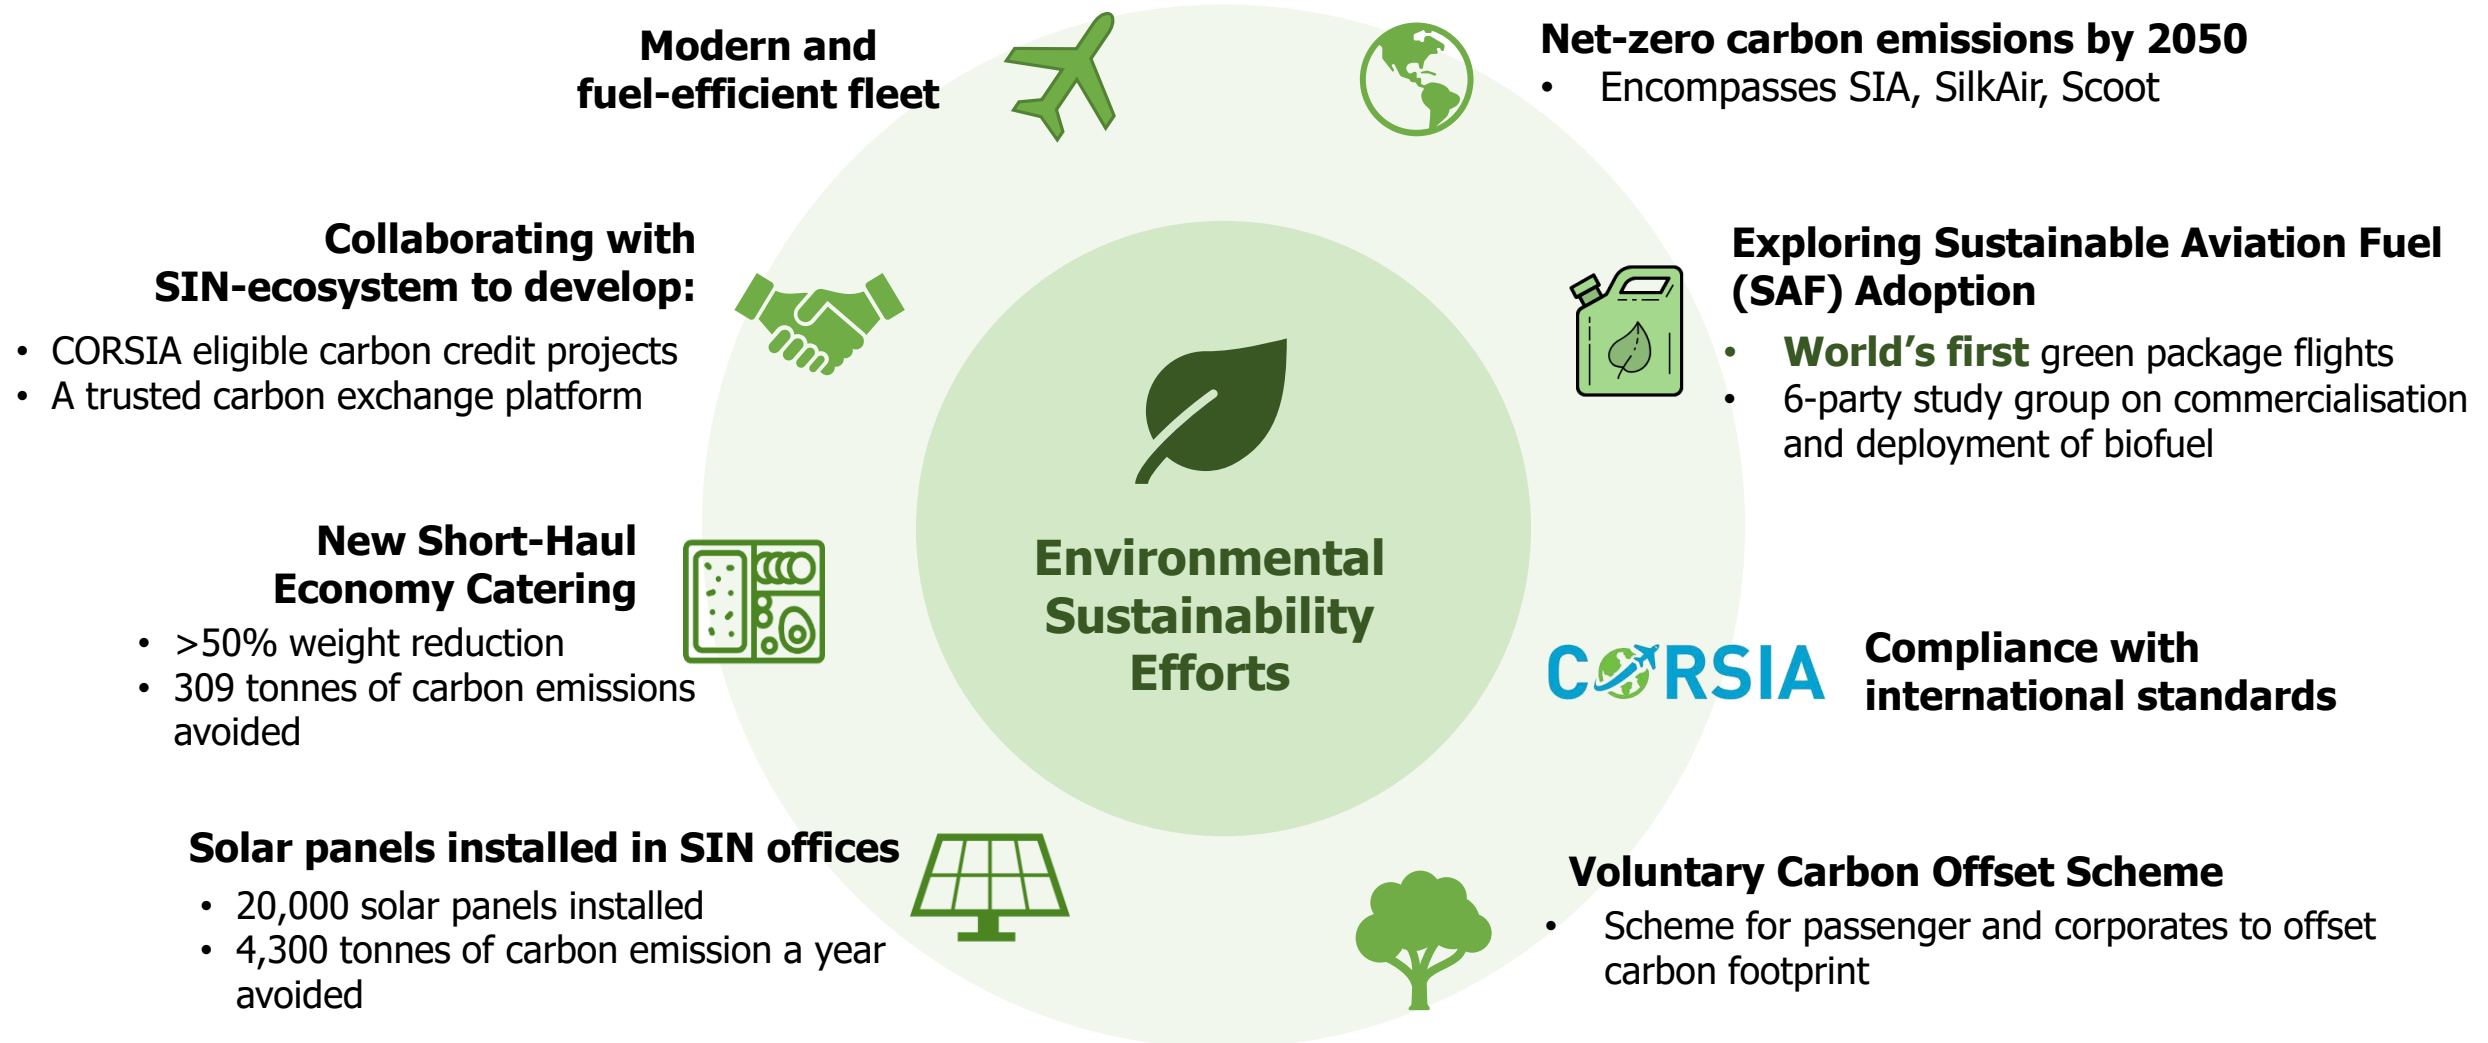 Modern and
fuel-efficient fleet
Net-zero carbon emissions by 2050
• Encompasses SIA, SilkAir, Scoot
Collaborating with
SIN-ecosystem to develop:
• CORSIA eligible carbon credit projects
• A trusted carbon exchange platform
Exploring Sustainable Aviation Fuel
(SAF) Adoption
• World's first green package flights
• 6-party study group on commercialisation
and deployment of biofuel
New Short-Haul
Economy Catering
• >50% weight reduction
• 309 tonnes of carbon emissions
avoided
Environmental
Sustainability
Efforts
CORSIA
Compliance with
international standards
Solar panels installed in SIN offices
• 20,000 solar panels installed
• 4,300 tonnes of carbon emission a year
avoided
Voluntary Carbon Offset Scheme
• Scheme for passenger and corporates to offset
carbon footprint